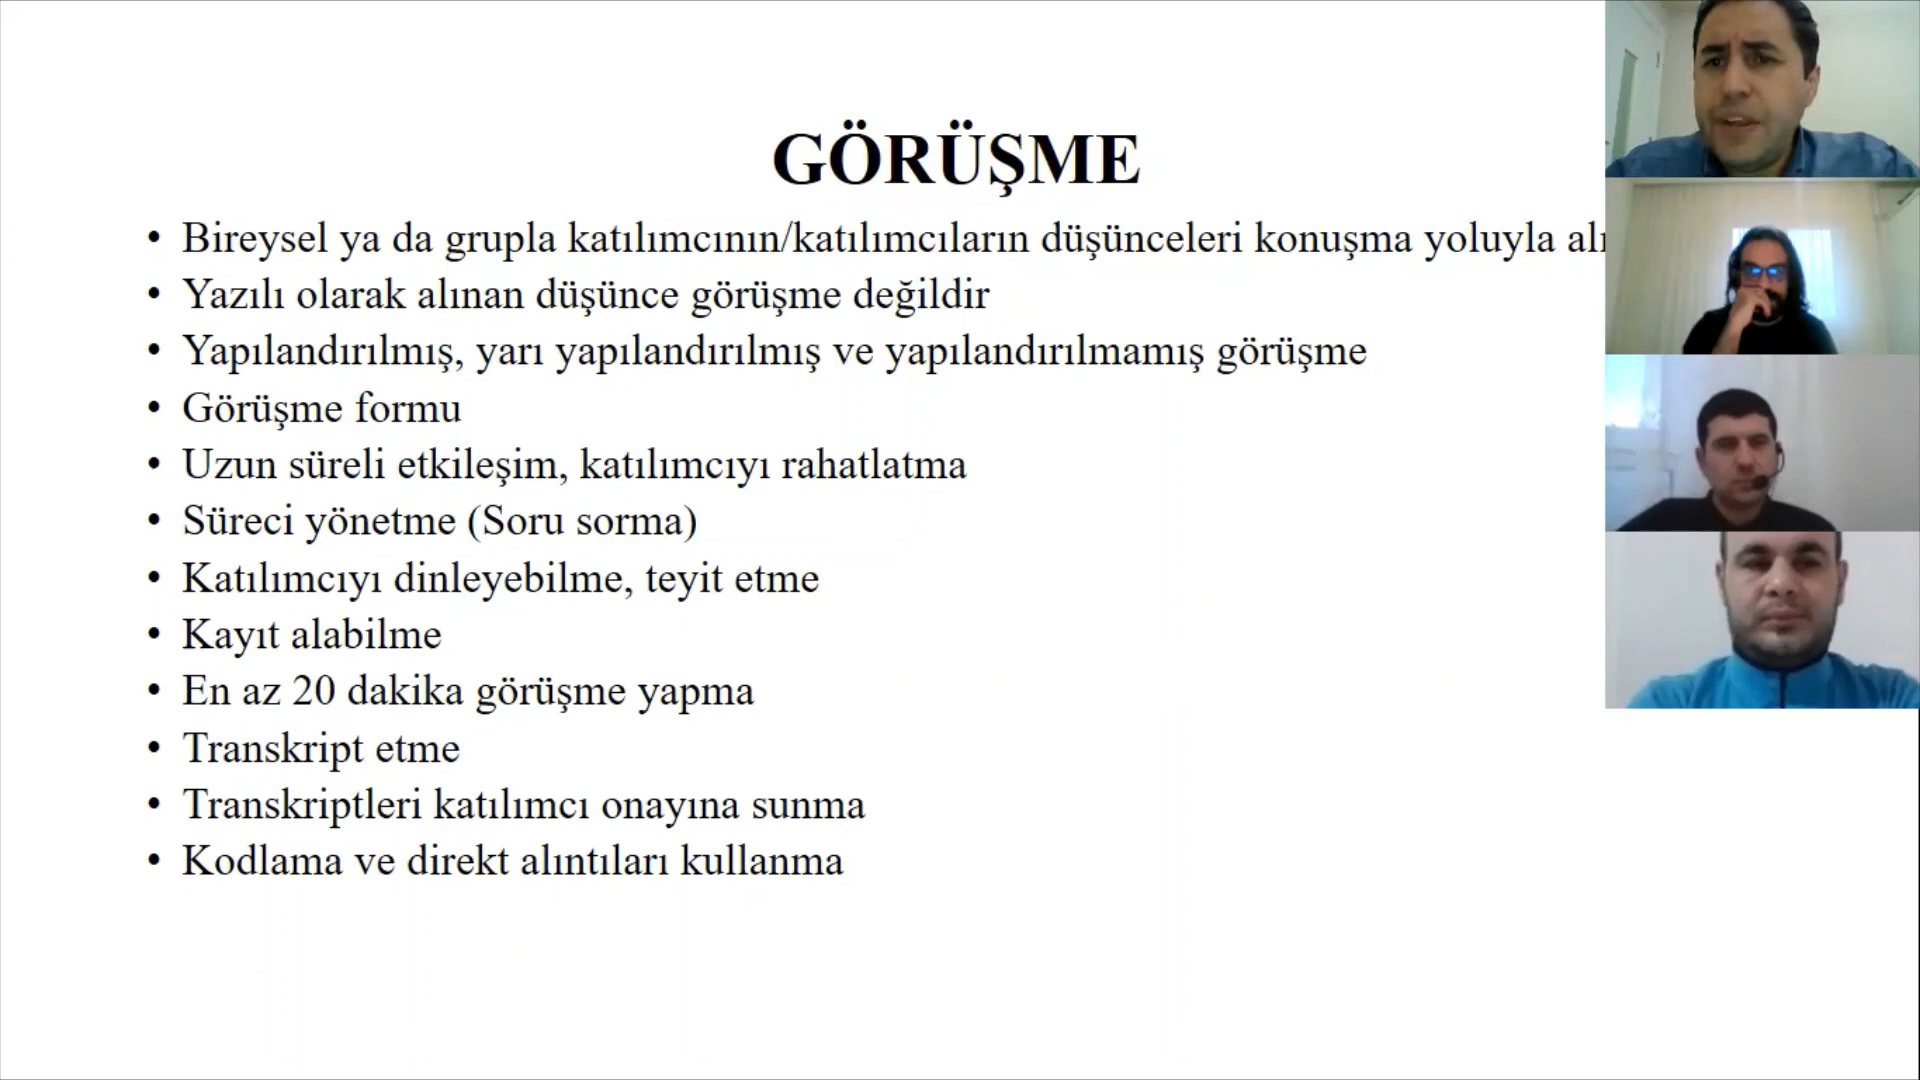 GÖRÜŞME
• Bireysel ya da grupla katılımcının/katılımcıların düşünceleri konuşma yoluyla
• Yazılı olarak alınan düşünce görüşme değildir
• Yapılandırılmış, yarı yapılandırılmış ve yapılandırılmamış görüşme
• Görüşme formu
• Uzun süreli etkileşim, katılımcıyı rahatlatma
• Süreci yönetme (Soru sorma)
• Katılımcıyı dinleyebilme, teyit etme
• Kayıt alabilme
• En az 20 dakika görüşme yapma
• Transkript etme
• Transkriptleri katılımcı onayına sunma
• Kodlama ve direkt alıntıları kullanma